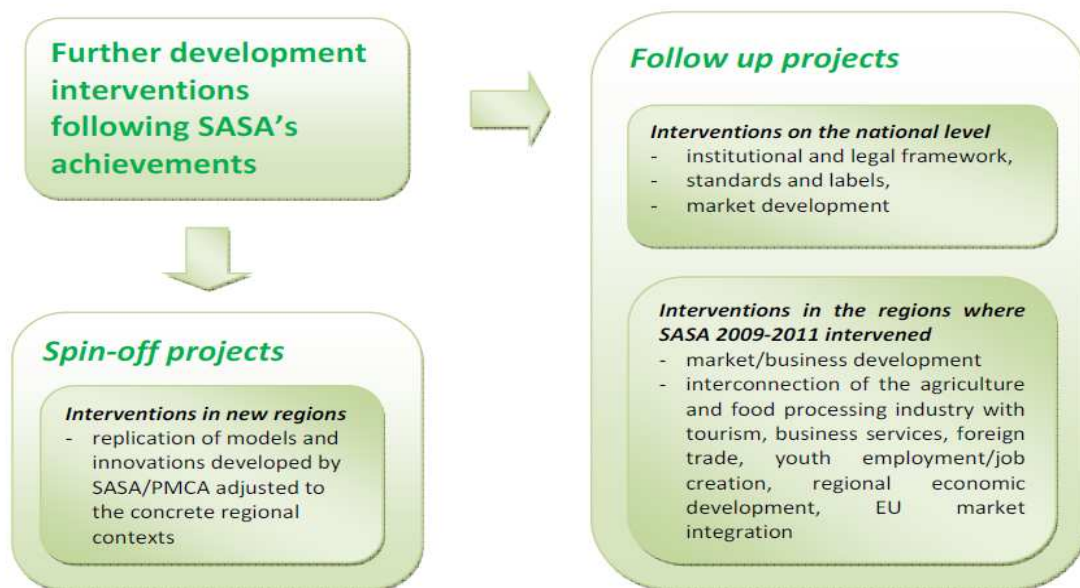 Further development
interventions
following SASA's
achievements
Follow up projects
Interventions on the national level
- institutional and legal framework,
- standards and labels,
- market development
Interventions in the regions where
SASA 2009-2011 intervened
- market/business development
- interconnection of the agriculture
and food processing industry with
tourism, business services, foreign
trade, youth employment/job
creation, regional economic
development, EU market
integration
Spin-off projects
Interventions in new regions
- replication of models and
innovations developed by
SASA/PMCA adjusted to
the concrete regional
contexts